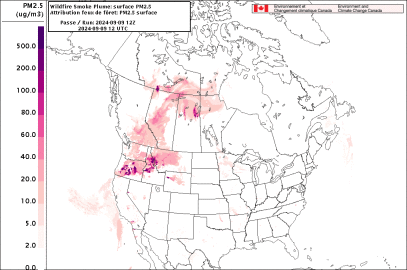 PM2.5
(ug/m3)
Wildfire Smoke Plume: surface PM2.5
Attribution feux de fôret: PM2.5 surface
Passe / Run: 2024-09-09 12Z
2024-09-09 12 UTC
Environnement et
Changement climatique Canada
Environment and
Climate Change Canada
500.0
200.0
100.0
80.0
60.0
40.0
20.0
10.0
5.0
2.0
0.0